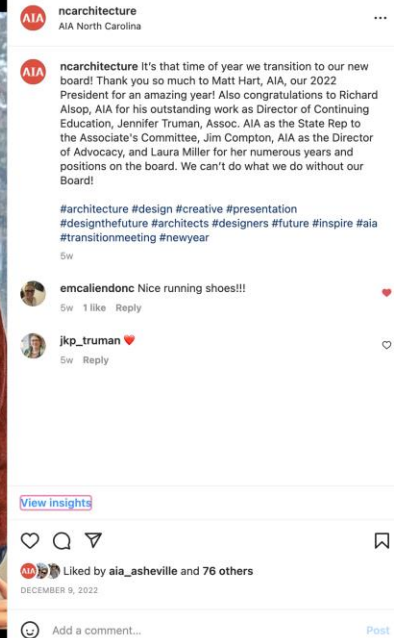 AIA
ncarchitecture
AIA North Carolina
AIA
ncarchitecture It's that time of year we transition to our new
board! Thank you so much to Matt Hart, AIA, our 2022
President for an amazing year! Also congratulations to Richard
Alsop, AIA for his outstanding work as Director of Continuing
Education, Jennifer Truman, Assoc. AIA as the State Rep to
the Associate's Committee, Jim Compton, AIA as the Director
of Advocacy, and Laura Miller for her numerous years and
positions on the board. We can't do what we do without our
Board!
#architecture #design #creative #presentation
#designthefuture #architects #designers #future #inspire #aia
#transitionmeeting #newyear
5w
emcaliendonc Nice running shoes!!!
5w 1 like Reply
jkp_truman ❤️
5w Reply
View insights
AIA Liked by aia_asheville and 76 others
DECEMBER 9, 2022
Add a comment... Post